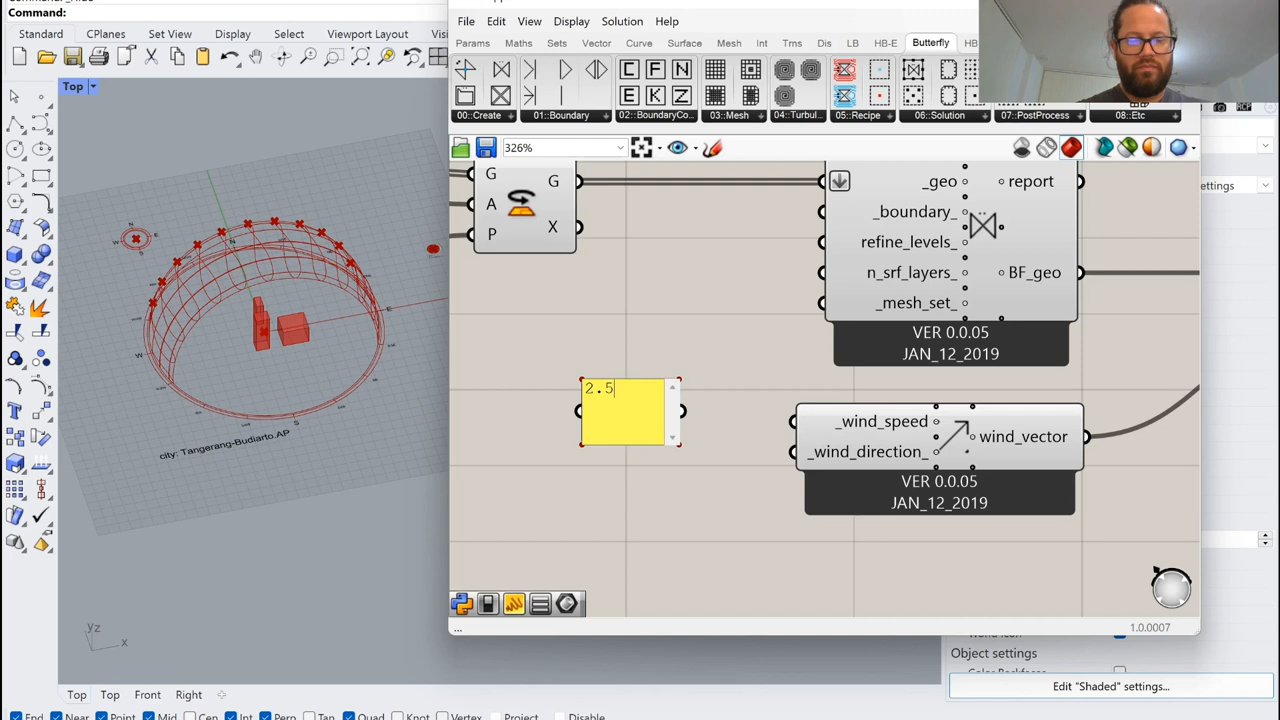 Command: _Hide
Command:
Standard CPlanes Set View Display Select Viewport Layout
Top
N
W E
S
W
S
city: Tangerang-Budiarto.AP
yz
x
Top Top Front Right
End Near Point Mid Cen Int Perp Tan Quad Knot Vertex Project Disable
File Edit View Display Solution Help
Params Maths Sets Vector Curve Surface Mesh Int Trns Dis LB HB-E Butterfly HB
C F N
E K Z
00::Create 01::Boundary 02::BoundaryCo... 03::Mesh 04::Turbul... 05::Recipe 06::Solution 07::PostProcess 08::Etc
326%
G G
A
P X
_geo report
_boundary_
refine_levels_
n_srf_layers_ BF_geo
_mesh_set_
VER 0.0.05
JAN_12_2019
2.5
_wind_speed
_wind_direction_
wind_vector
VER 0.0.05
JAN_12_2019
...
1.0.0007
Object settings
Edit "Shaded" settings...